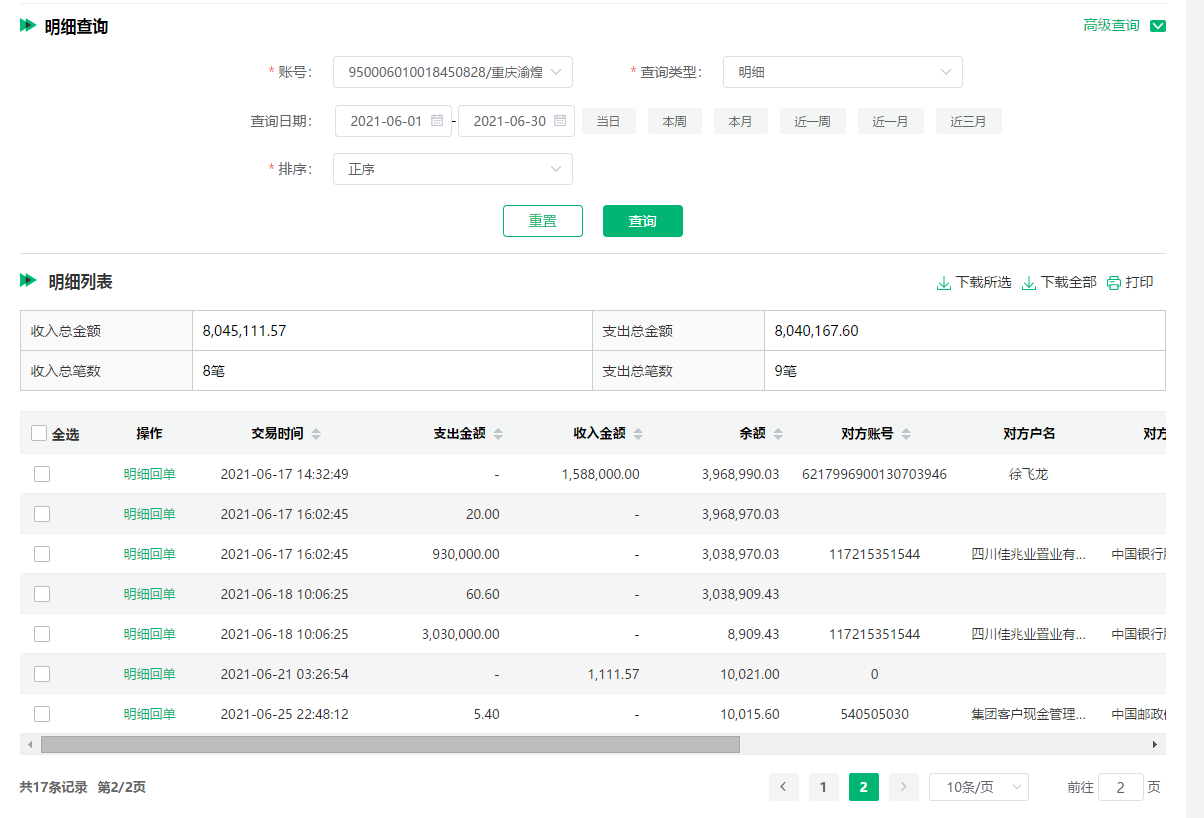 明细查询 高级查询
* 账号: 950006010018450828/重庆渝煌 * 查询类型: 明细
查询日期: 2021-06-01 - 2021-06-30 当日 本周 本月 近一周 近一月 近三月
* 排序: 正序
重置 查询
明细列表 下载所选 下载全部 打印
收入总金额 8,045,111.57 支出总金额 8,040,167.60
收入总笔数 8笔 支出总笔数 9笔
全选 操作 交易时间 支出金额 收入金额 余额 对方账号 对方户名 对方
明细回单 2021-06-17 14:32:49 - 1,588,000.00 3,968,990.03 6217996900130703946 徐飞龙
明细回单 2021-06-17 16:02:45 20.00 - 3,968,970.03
明细回单 2021-06-17 16:02:45 930,000.00 - 3,038,970.03 117215351544 四川佳兆业置业有... 中国银行
明细回单 2021-06-18 10:06:25 60.60 - 3,038,909.43
明细回单 2021-06-18 10:06:25 3,030,000.00 - 8,909.43 117215351544 四川佳兆业置业有... 中国银行
明细回单 2021-06-21 03:26:54 - 1,111.57 10,021.00 0
明细回单 2021-06-25 22:48:12 5.40 - 10,015.60 540505030 集团客户现金管理... 中国邮政
共17条记录 第2/2页 1 2 10条/页 前往 2 页